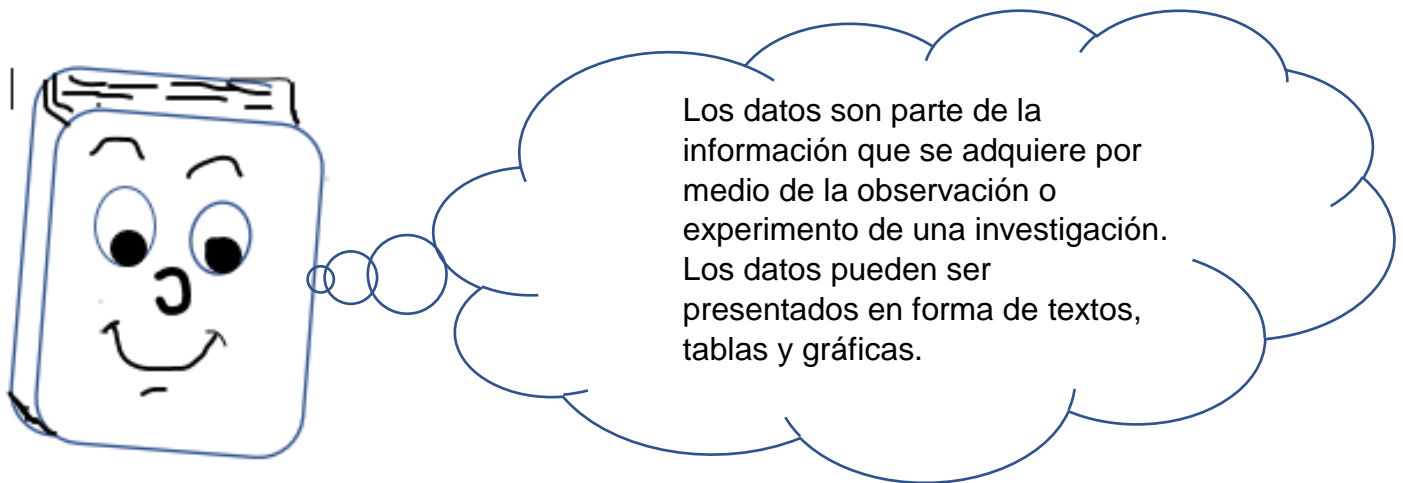 Los datos son parte de la
información que se adquiere por
medio de la observación o
experimento de una investigación.
Los datos pueden ser
presentados en forma de textos,
tablas y gráficas.